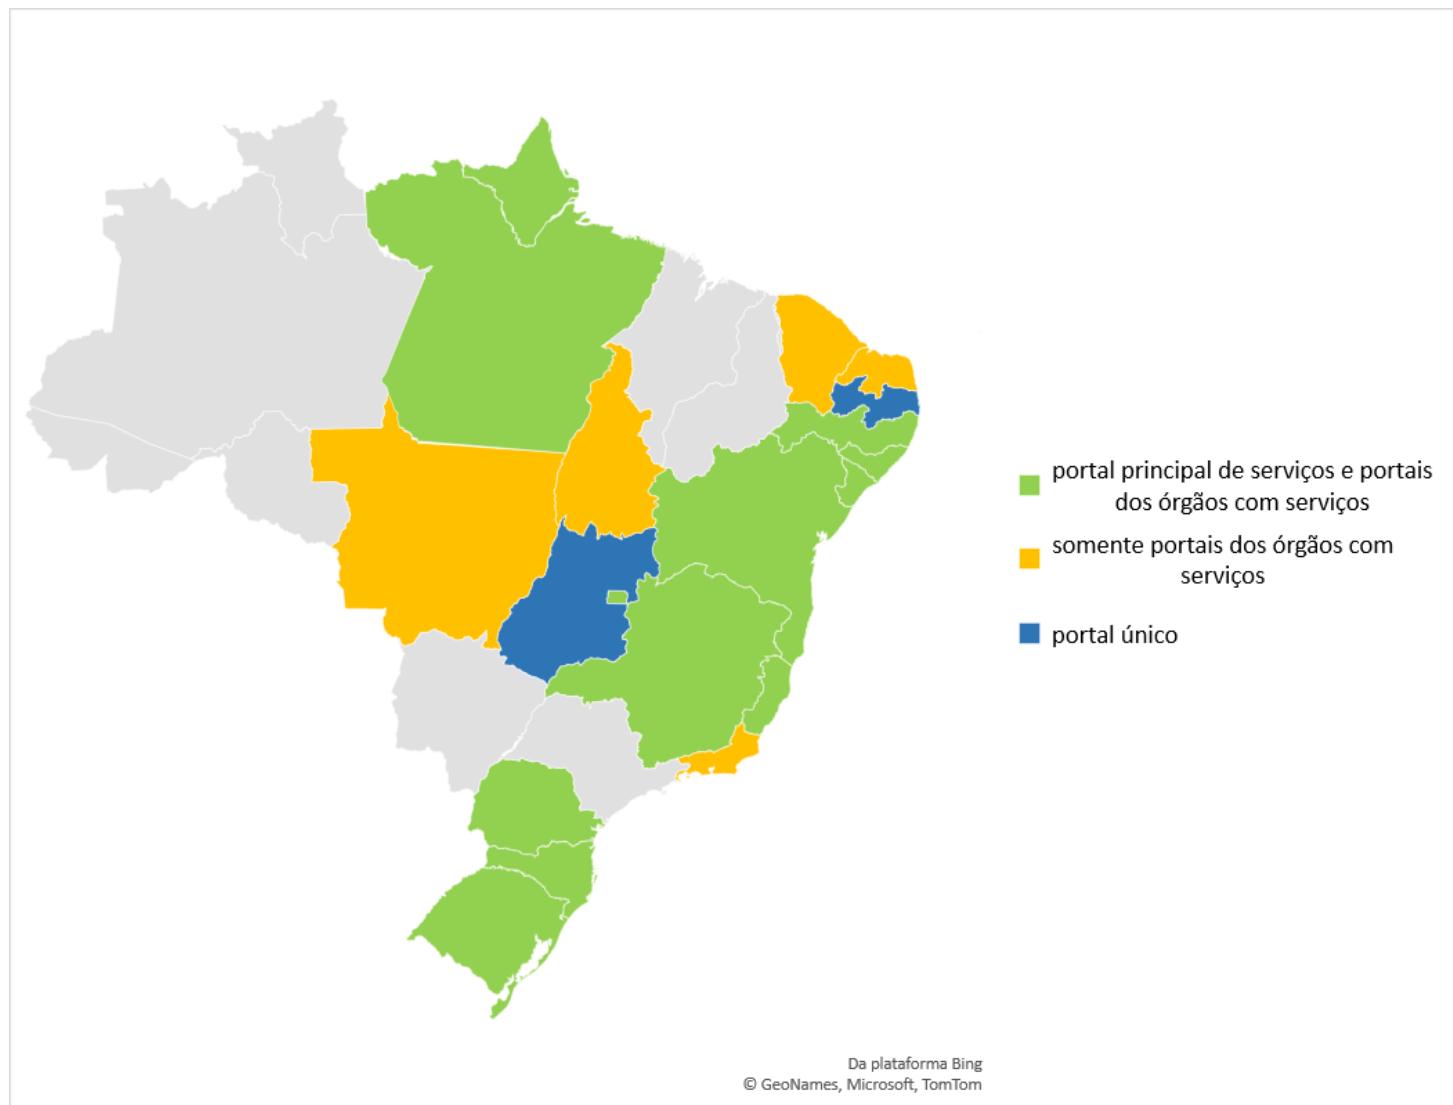 portal principal de serviços e portais
dos órgãos com serviços
somente portais dos órgãos com
serviços
portal único
Da plataforma Bing
© GeoNames, Microsoft, TomTom